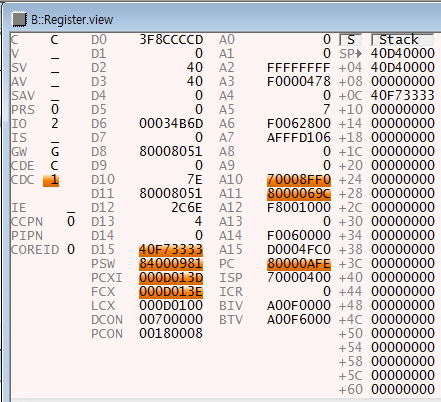 B::Register.view
C C D0 3F8CCCCD A0 0 S Stack
V _ D1 0 A1 0 SP▶ 40D40000
SV _ D2 40 A2 FFFFFFFF +04 40D40000
AV _ D3 40 A3 F0000478 +08 00000000
SAV _ D4 0 A4 0 +0C 40F73333
PRS 0 D5 0 A5 7 +10 00000000
IO 2 D6 00034B6D A6 F0062800 +14 00000000
IS _ D7 0 A7 AFFFD106 +18 00000000
GW G D8 80008051 A8 0 +1C 00000000
CDE C D9 0 A9 0 +20 00000000
CDC 1 D10 7E A10 70008FF0 +24 00000000
D11 80008051 A11 8000069C +28 00000000
IE _ D12 2C6E A12 F8001000 +2C 00000000
CCPN 0 D13 4 A13 0 +30 00000000
PIPN D14 0 A14 F0060000 +34 00000000
COREID 0 D15 40F73333 A15 D0004FC0 +38 00000000
PSW 84000981 PC 80000AFE +3C 00000000
PCXI 000D013D ISP 70000400 +40 00000000
FCX 000D013E ICR 0 +44 00000000
LCX 000D0100 BIV A00F0000 +48 00000000
DCON 00700000 BTV A00F6000 +4C 00000000
PCON 00180008 +50 00000000
+54 00000000
+58 00000000
+5C 00000000
+60 00000000